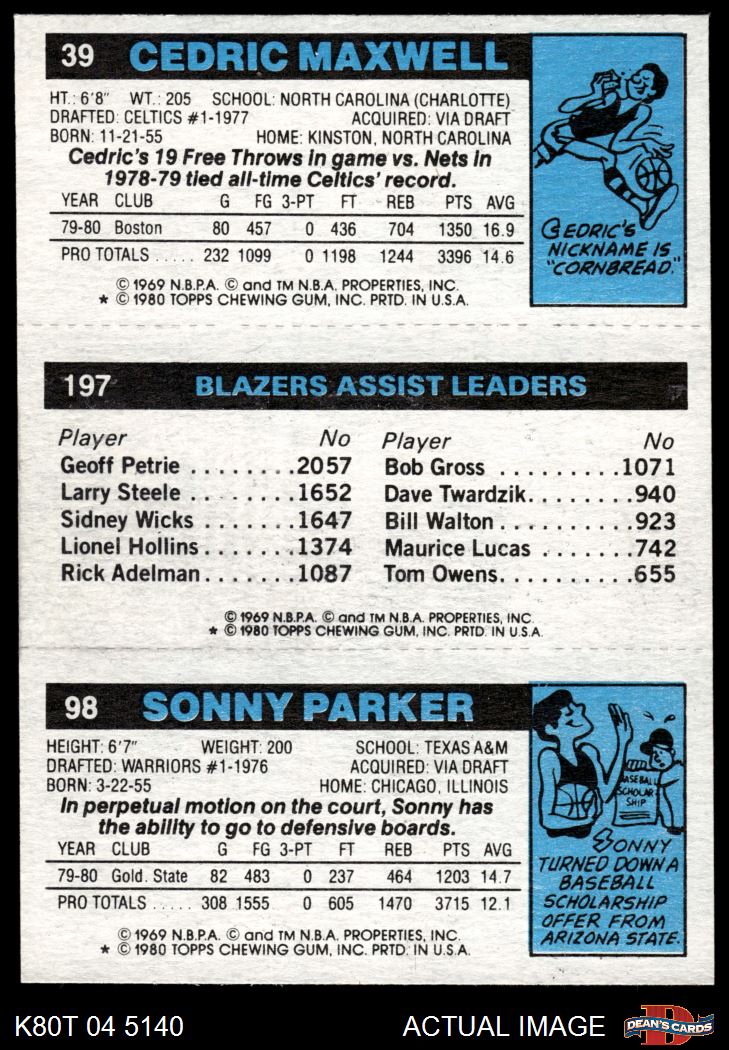 39 CEDRIC MAXWELL
HT.: 6'8" WT.: 205 SCHOOL: NORTH CAROLINA (CHARLOTTE)
DRAFTED: CELTICS #1-1977 ACQUIRED: VIA DRAFT
BORN: 11-21-55 HOME: KINSTON, NORTH CAROLINA
Cedric's 19 Free Throws in game vs. Nets in
1978-79 tied all-time Celtics' record.
YEAR CLUB G FG 3-PT FT REB PTS AVG
79-80 Boston 80 457 0 436 704 1350 16.9
PRO TOTALS ..... 232 1099 0 1198 1244 3396 14.6
© 1969 N.B.P.A. © and TM N.B.A. PROPERTIES, INC.
* © 1980 TOPPS CHEWING GUM, INC. PRTD. IN U.S.A.
CEDRIC'S
NICKNAME IS
"CORNBREAD."
197 BLAZERS ASSIST LEADERS
Player No Player No
Geoff Petrie ........2057 Bob Gross .........1071
Larry Steele ........1652 Dave Twardzik........940
Sidney Wicks .......1647 Bill Walton ..........923
Lionel Hollins.......1374 Maurice Lucas .......742
Rick Adelman.......1087 Tom Owens..........655
© 1969 N.B.P.A. © and TM N.B.A. PROPERTIES, INC.
* © 1980 TOPPS CHEWING GUM, INC. PRTD. IN U.S.A.
98 SONNY PARKER
HEIGHT: 6'7" WEIGHT: 200 SCHOOL: TEXAS A&M
DRAFTED: WARRIORS #1-1976 ACQUIRED: VIA DRAFT
BORN: 3-22-55 HOME: CHICAGO, ILLINOIS
In perpetual motion on the court, Sonny has
the ability to go to defensive boards.
YEAR CLUB G FG 3-PT FT REB PTS AVG
79-80 Gold. State 82 483 0 237 464 1203 14.7
PRO TOTALS ..... 308 1555 0 605 1470 3715 12.1
© 1969 N.B.P.A. © and TM N.B.A. PROPERTIES, INC.
* © 1980 TOPPS CHEWING GUM, INC. PRTD. IN U.S.A.
BASEBALL
SCHOLAR-
SHIP
SONNY
TURNED DOWN A
BASEBALL
SCHOLARSHIP
OFFER FROM
ARIZONA STATE.
K80T 04 5140 ACTUAL IMAGE
D
DEAN'S CARDS